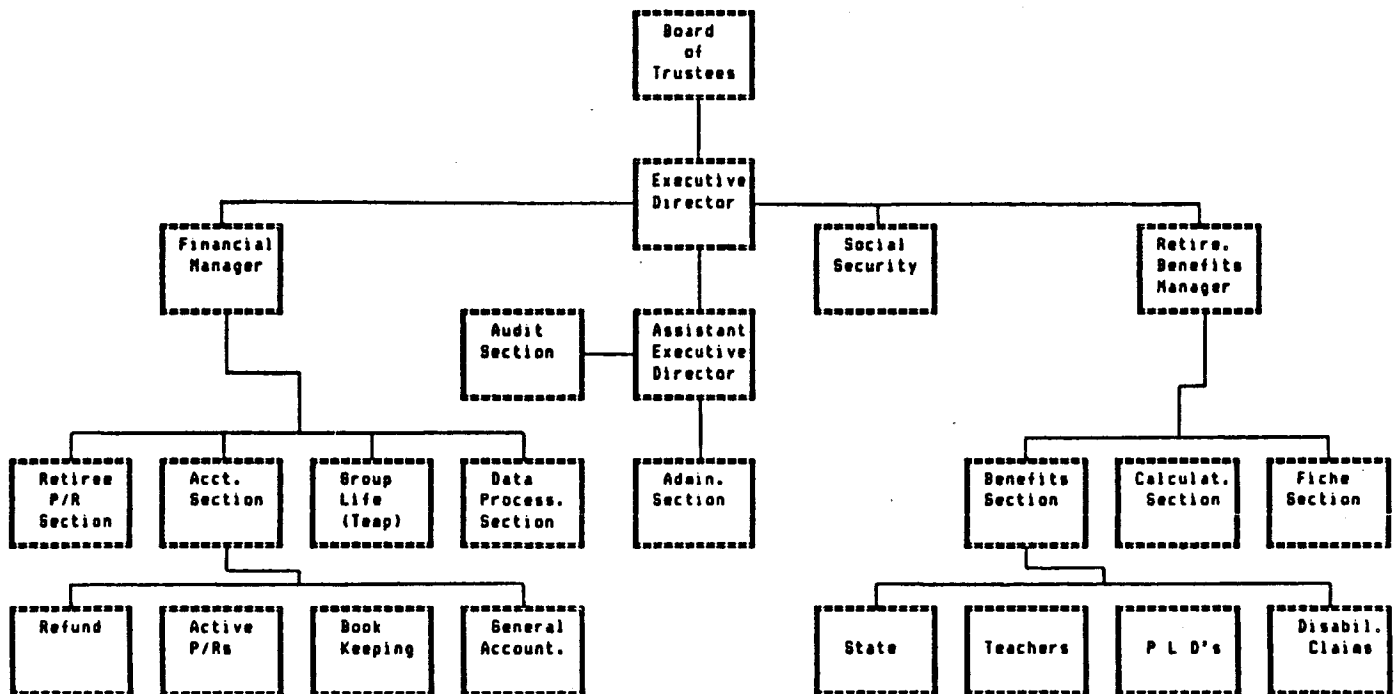 Board
of
Trustees
Executive
Director
Financial
Manager
Social
Security
Retire.
Benefits
Manager
Audit
Section
Assistant
Executive
Director
Retiree
P/R
Section
Acct.
Section
Group
Life
(Temp)
Data
Process.
Section
Admin.
Section
Benefits
Section
Calculat.
Section
Fiche
Section
Refund
Active
P/Rs
Book
Keeping
General
Account.
State
Teachers
P L D's
Disabil.
Claims